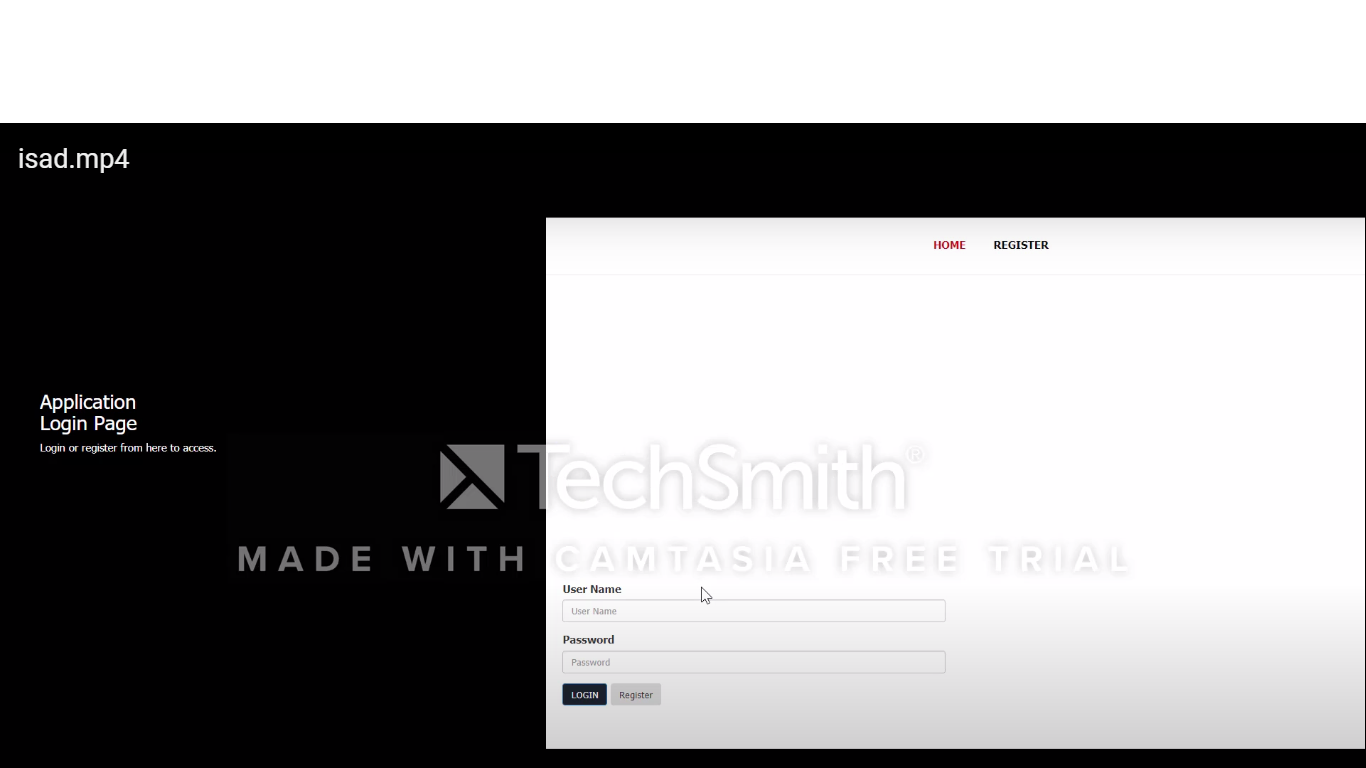 isad.mp4
HOME REGISTER
Application
Login Page
Login or register from here to access.
TechSmith®
MADE WITH CAMTASIA FREE TRIAL
User Name
User Name
Password
Password
LOGIN Register